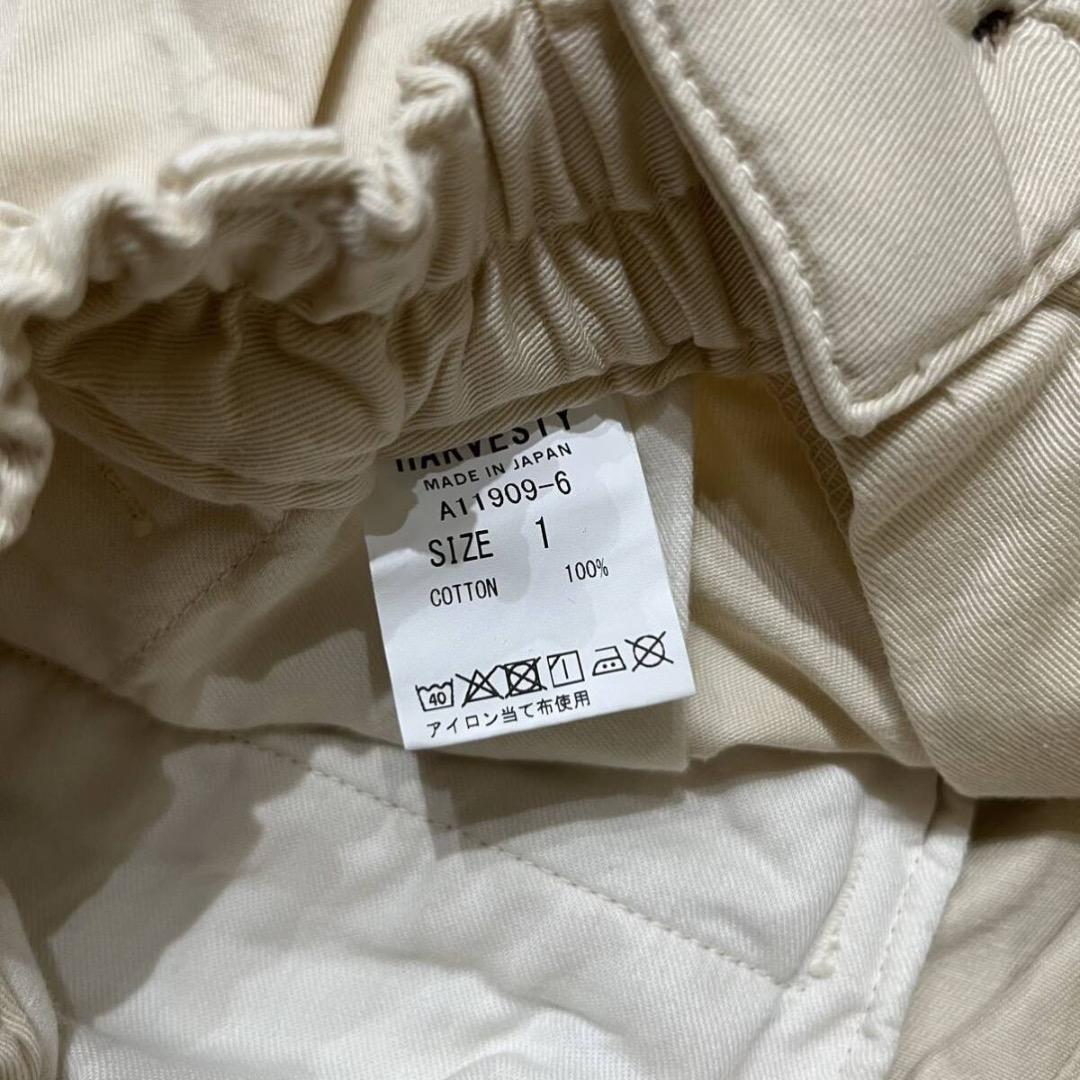 HARVESTY
MADE IN JAPAN
A11909-6
SIZE 1
COTTON 100%
40
アイロン当て布使用